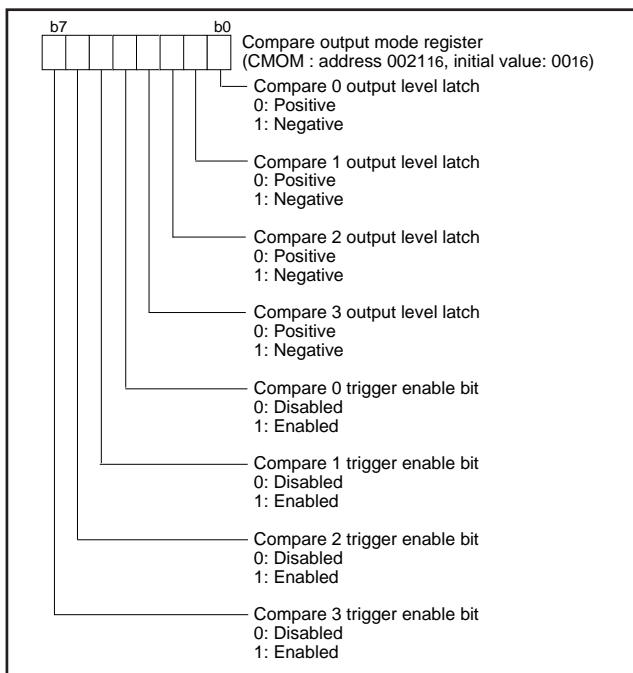 b7 b0
Compare output mode register
(CMOM : address 002116, initial value: 0016)
Compare 0 output level latch
0: Positive
1: Negative
Compare 1 output level latch
0: Positive
1: Negative
Compare 2 output level latch
0: Positive
1: Negative
Compare 3 output level latch
0: Positive
1: Negative
Compare 0 trigger enable bit
0: Disabled
1: Enabled
Compare 1 trigger enable bit
0: Disabled
1: Enabled
Compare 2 trigger enable bit
0: Disabled
1: Enabled
Compare 3 trigger enable bit
0: Disabled
1: Enabled